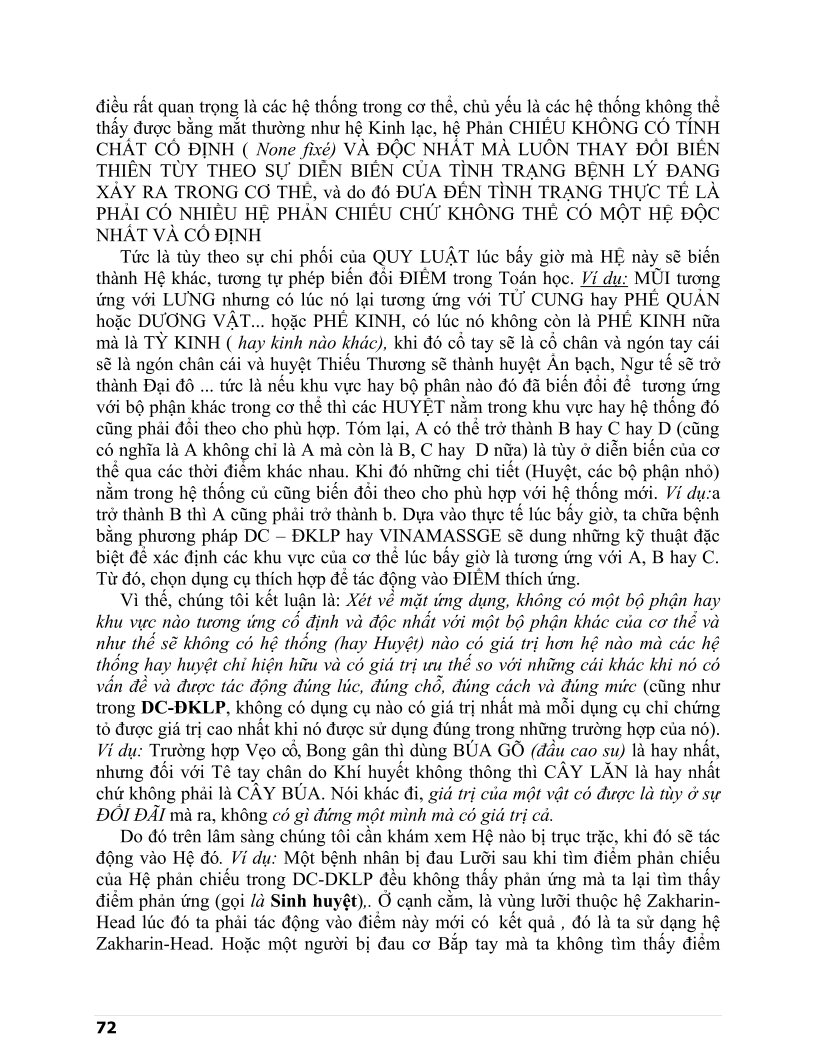 điều rất quan trọng là các hệ thống trong cơ thể, chủ yếu là các hệ thống không thể
thấy được bằng mắt thường như hệ Kinh lạc, hệ Phản CHIẾU KHÔNG CÓ TÍNH
CHẤT CỐ ĐỊNH ( None fixé) VÀ ĐỘC NHẤT MÀ LUÔN THAY ĐỔI BIẾN
THIÊN TÙY THEO SỰ DIỄN BIẾN CỦA TÌNH TRẠNG BỆNH LÝ ĐANG
XẢY RA TRONG CƠ THỂ, và do đó ĐƯA ĐẾN TÌNH TRẠNG THỰC TẾ LÀ
PHẢI CÓ NHIỀU HỆ PHẢN CHIẾU CHỨ KHÔNG THỂ CÓ MỘT HỆ ĐỘC
NHẤT VÀ CỐ ĐỊNH
Tức là tùy theo sự chi phối của QUY LUẬT lúc bấy giờ mà HỆ này sẽ biến
thành Hệ khác, tương tự phép biến đổi ĐIỂM trong Toán học. Ví dụ: MŨI tương
ứng với LƯNG nhưng có lúc nó lại tương ứng với TỬ CUNG hay PHẾ QUẢN
hoặc DƯƠNG VẬT... hoặc PHẾ KINH, có lúc nó không còn là PHẾ KINH nữa
mà là TỲ KINH ( hay kinh nào khác), khi đó cổ tay sẽ là cổ chân và ngón tay cái
sẽ là ngón chân cái và huyệt Thiếu Thương sẽ thành huyệt Ẩn bạch, Ngư tế sẽ trở
thành Đại đô ... tức là nếu khu vực hay bộ phân nào đó đã biến đổi để  tương ứng
với bộ phận khác trong cơ thể thì các HUYỆT nằm trong khu vực hay hệ thống đó
cũng phải đổi theo cho phù hợp. Tóm lại, A có thể trở thành B hay C hay D (cũng
có nghĩa là A không chỉ là A mà còn là B, C hay  D nữa) là tùy ở diễn biến của cơ
thể qua các thời điểm khác nhau. Khi đó những chi tiết (Huyệt, các bộ phận nhỏ)
nằm trong hệ thống củ cũng biến đổi theo cho phù hợp với hệ thống mới. Ví dụ:a
trở thành B thì A cũng phải trở thành b. Dựa vào thực tế lúc bấy giờ, ta chữa bệnh
bằng phương pháp DC – ĐKLP hay VINAMASSGE sẽ dung những kỹ thuật đặc
biệt để xác định các khu vực của cơ thể lúc bấy giờ là tương ứng với A, B hay C.
Từ đó, chọn dụng cụ thích hợp để tác động vào ĐIỂM thích ứng.
Vì thế, chúng tôi kết luận là: Xét về mặt ứng dụng, không có một bộ phận hay
khu vực nào tương ứng cố định và độc nhất với một bộ phận khác của cơ thể và
như thế sẽ không có hệ thống (hay Huyệt) nào có giá trị hơn hệ nào mà các hệ
thống hay huyệt chỉ hiện hữu và có giá trị ưu thế so với những cái khác khi nó có
vấn đề và được tác động đúng lúc, đúng chỗ, đúng cách và đúng mức (cũng như
trong DC-ĐKLP, không có dụng cụ nào có giá trị nhất mà mỗi dụng cụ chỉ chứng
tỏ được giá trị cao nhất khi nó được sử dụng đúng trong những trường hợp của nó).
Ví dụ: Trường hợp Vẹo cổ, Bong gân thì dùng BÚA GÕ (đầu cao su) là hay nhất,
nhưng đối với Tê tay chân do Khí huyết không thông thì CÂY LĂN là hay nhất
chứ không phải là CÂY BÚA. Nói khác đi, giá trị của một vật có được là tùy ở sự
ĐỐI ĐÃI mà ra, không có gì đứng một mình mà có giá trị cả.
Do đó trên lâm sàng chúng tôi cần khám xem Hệ nào bị trục trặc, khi đó sẽ tác
động vào Hệ đó. Ví dụ: Một bệnh nhân bị đau Lưỡi sau khi tìm điểm phản chiếu
của Hệ phản chiếu trong DC-DKLP đều không thấy phản ứng mà ta lại tìm thấy
điểm phản ứng (gọi là Sinh huyệt),. Ở cạnh cằm, là vùng lưỡi thuộc hệ Zakharin-
Head lúc đó ta phải tác động vào điểm này mới có  kết quả , đó là ta sử dạng hệ
Zakharin-Head. Hoặc một người bị đau cơ Bắp tay mà ta không tìm thấy điểm
72